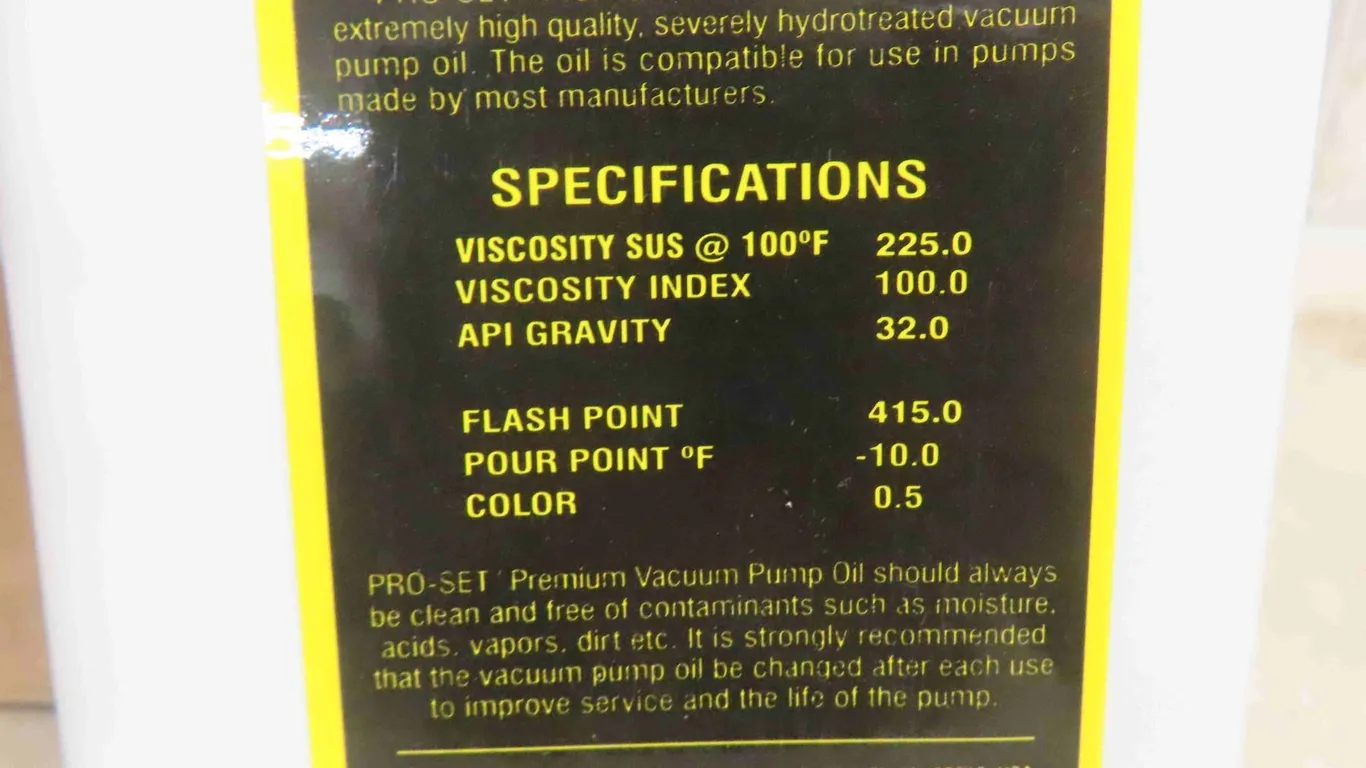 extremely high quality, severely hydrotreated vacuum
pump oil. The oil is compatible for use in pumps
made by most manufacturers.
SPECIFICATIONS
VISCOSITY SUS @ 100ºF 225.0
VISCOSITY INDEX 100.0
API GRAVITY 32.0
FLASH POINT 415.0
POUR POINT ºF -10.0
COLOR 0.5
PRO-SET Premium Vacuum Pump Oil should always
be clean and free of contaminants such as moisture,
acids, vapors, dirt etc. It is strongly recommended
that the vacuum pump oil be changed after each use
to improve service and the life of the pump.